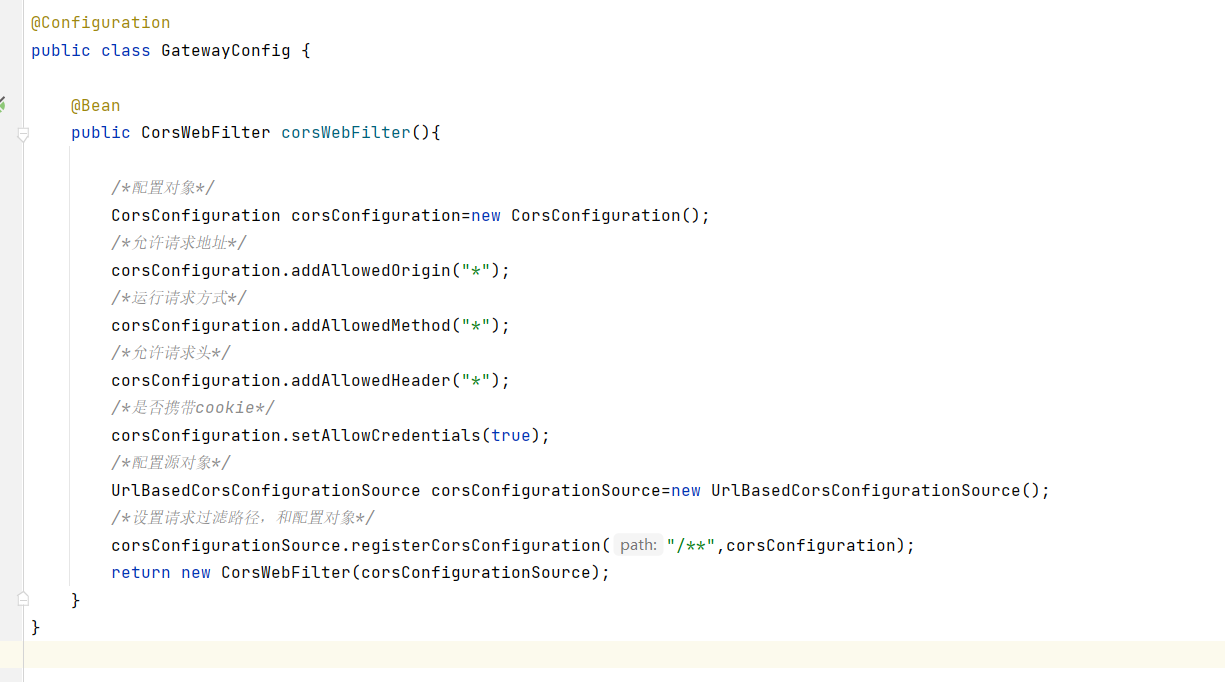 @Configuration
public class GatewayConfig {
@Bean
public CorsWebFilter corsWebFilter(){
/*配置对象*/
CorsConfiguration corsConfiguration=new CorsConfiguration();
/*允许请求地址*/
corsConfiguration.addAllowedOrigin("*");
/*运行请求方式*/
corsConfiguration.addAllowedMethod("*");
/*允许请求头*/
corsConfiguration.addAllowedHeader("*");
/*是否携带cookie*/
corsConfiguration.setAllowCredentials(true);
/*配置源对象*/
UrlBasedCorsConfigurationSource corsConfigurationSource=new UrlBasedCorsConfigurationSource();
/*设置请求过滤路径，和配置对象*/
corsConfigurationSource.registerCorsConfiguration( path: "/**",corsConfiguration);
return new CorsWebFilter(corsConfigurationSource);
}
}